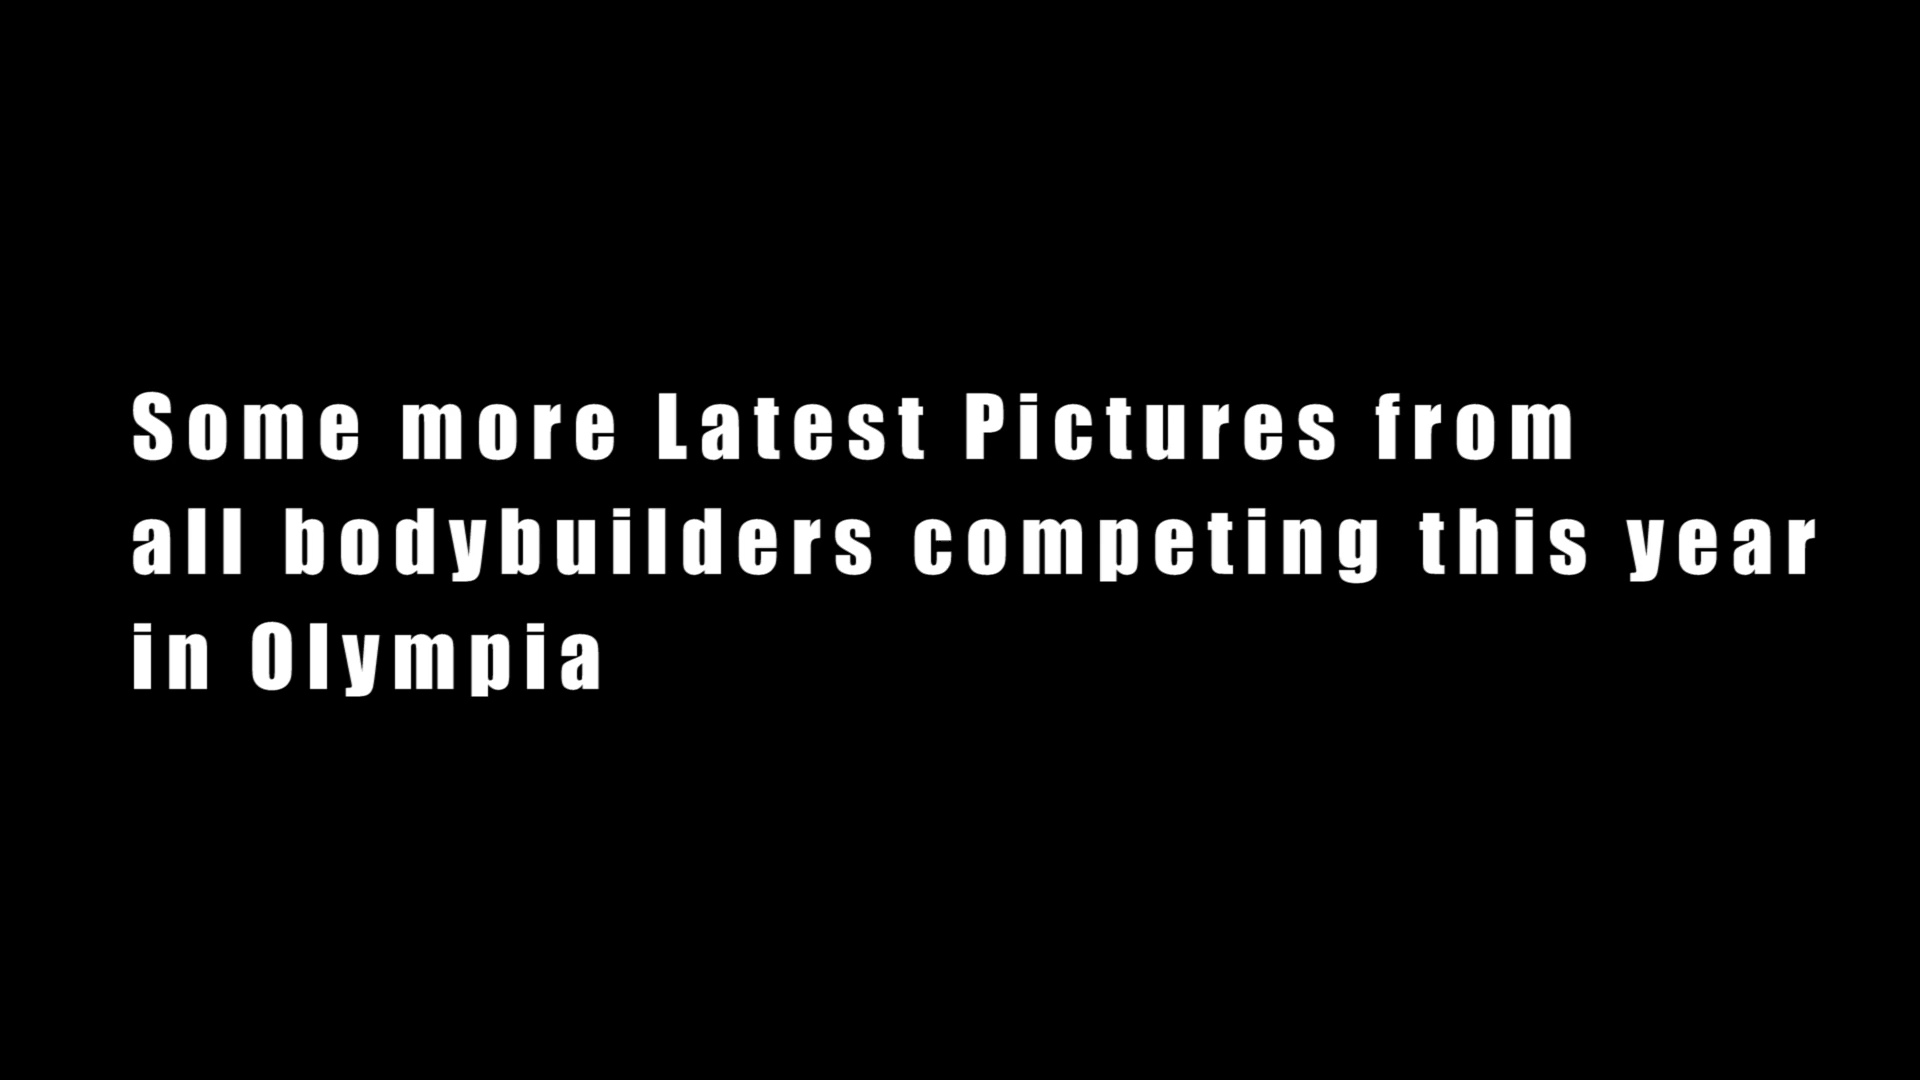 Some more Latest Pictures from
all bodybuilders competing this year
in Olympia